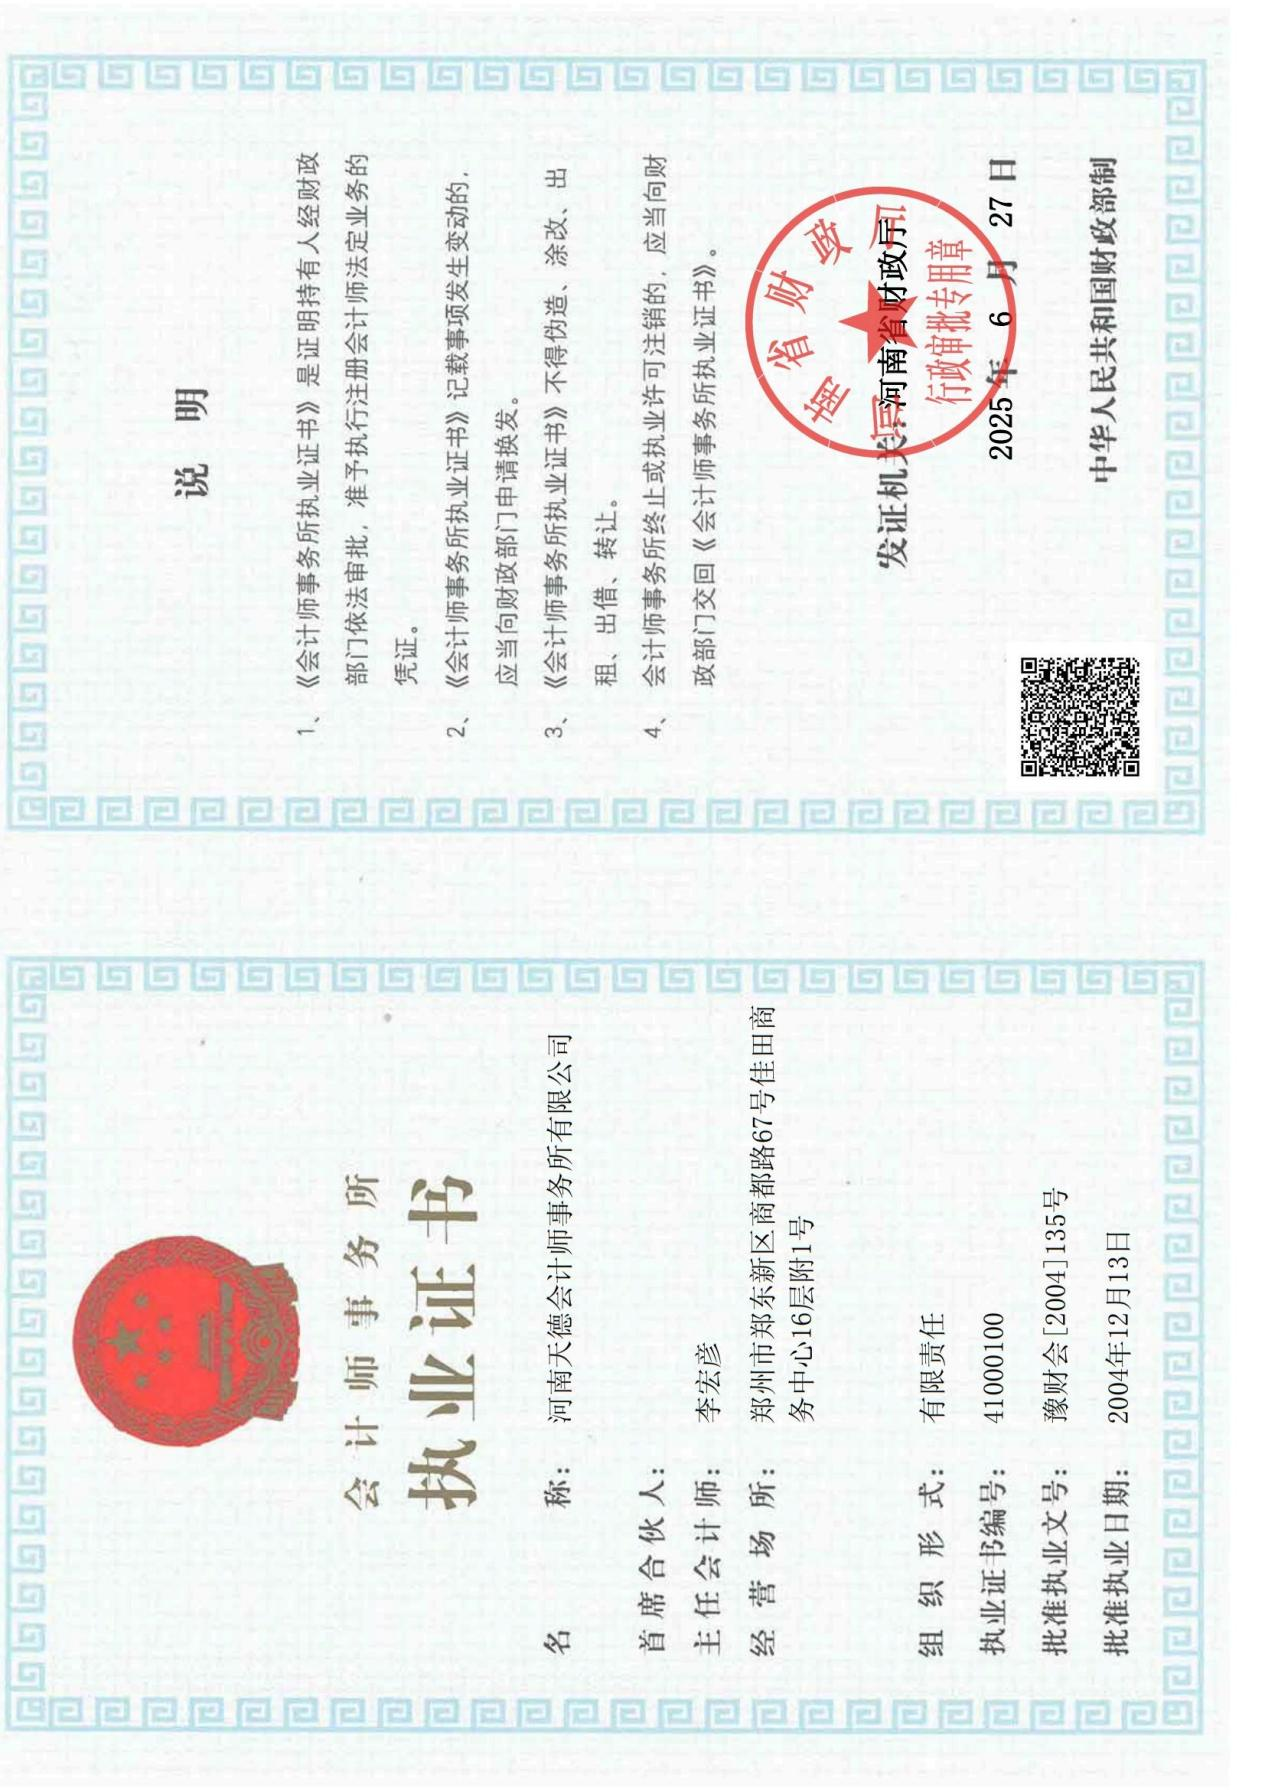 会计师事务所
执业证书
名 称： 河南天德会计师事务所有限公司
首席合伙人：
主任会计师： 李宏彦
经营场所： 郑州市郑东新区商都路67号佳田商
务中心16层附1号
组织形式： 有限责任
执业证书编号： 41000100
批准执业文号： 豫财会[2004]135号
批准执业日期： 2004年12月13日
说 明
1、《会计师事务所执业证书》是证明持有人经财政
部门依法审批，准予执行注册会计师法定业务的
凭证。
2、《会计师事务所执业证书》记载事项发生变动的，
应当向财政部门申请换发。
3、《会计师事务所执业证书》不得伪造、涂改、出
租、出借、转让。
4、会计师事务所终止或执业许可注销的，应当向财
政部门交回《会计师事务所执业证书》。
发证机关：河南省财政厅
河南省财政厅
行政审批专用章
2025年 6 月 27 日
中华人民共和国财政部制